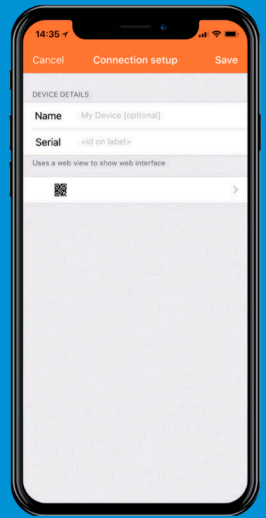 14:35
Cancel Connection setup Save
DEVICE DETAILS
Name My Device [optional]
Serial <id on label>
Uses a web view to show web interface